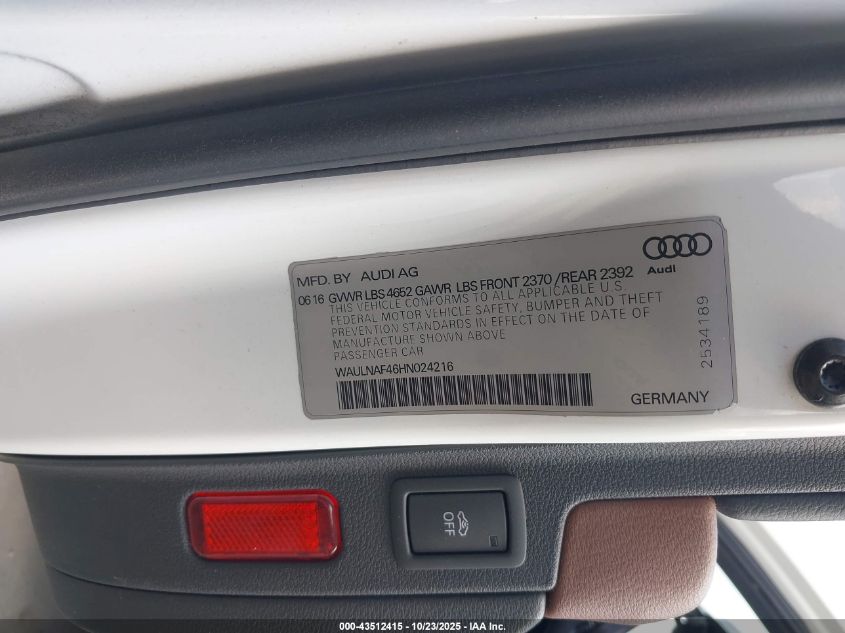 MFD. BY AUDI AG
Audi
06 16 GVWR LBS 4652 GAWR LBS FRONT 2370 /REAR 2392
THIS VEHICLE CONFORMS TO ALL APPLICABLE U.S.
FEDERAL MOTOR VEHICLE SAFETY, BUMPER AND THEFT
PREVENTION STANDARDS IN EFFECT ON THE DATE OF
MANUFACTURE SHOWN ABOVE
PASSENGER CAR
WAULNAF46HN024216
GERMANY
2534189
OFF
000-43512415 • 10/23/2025 • IAA Inc.